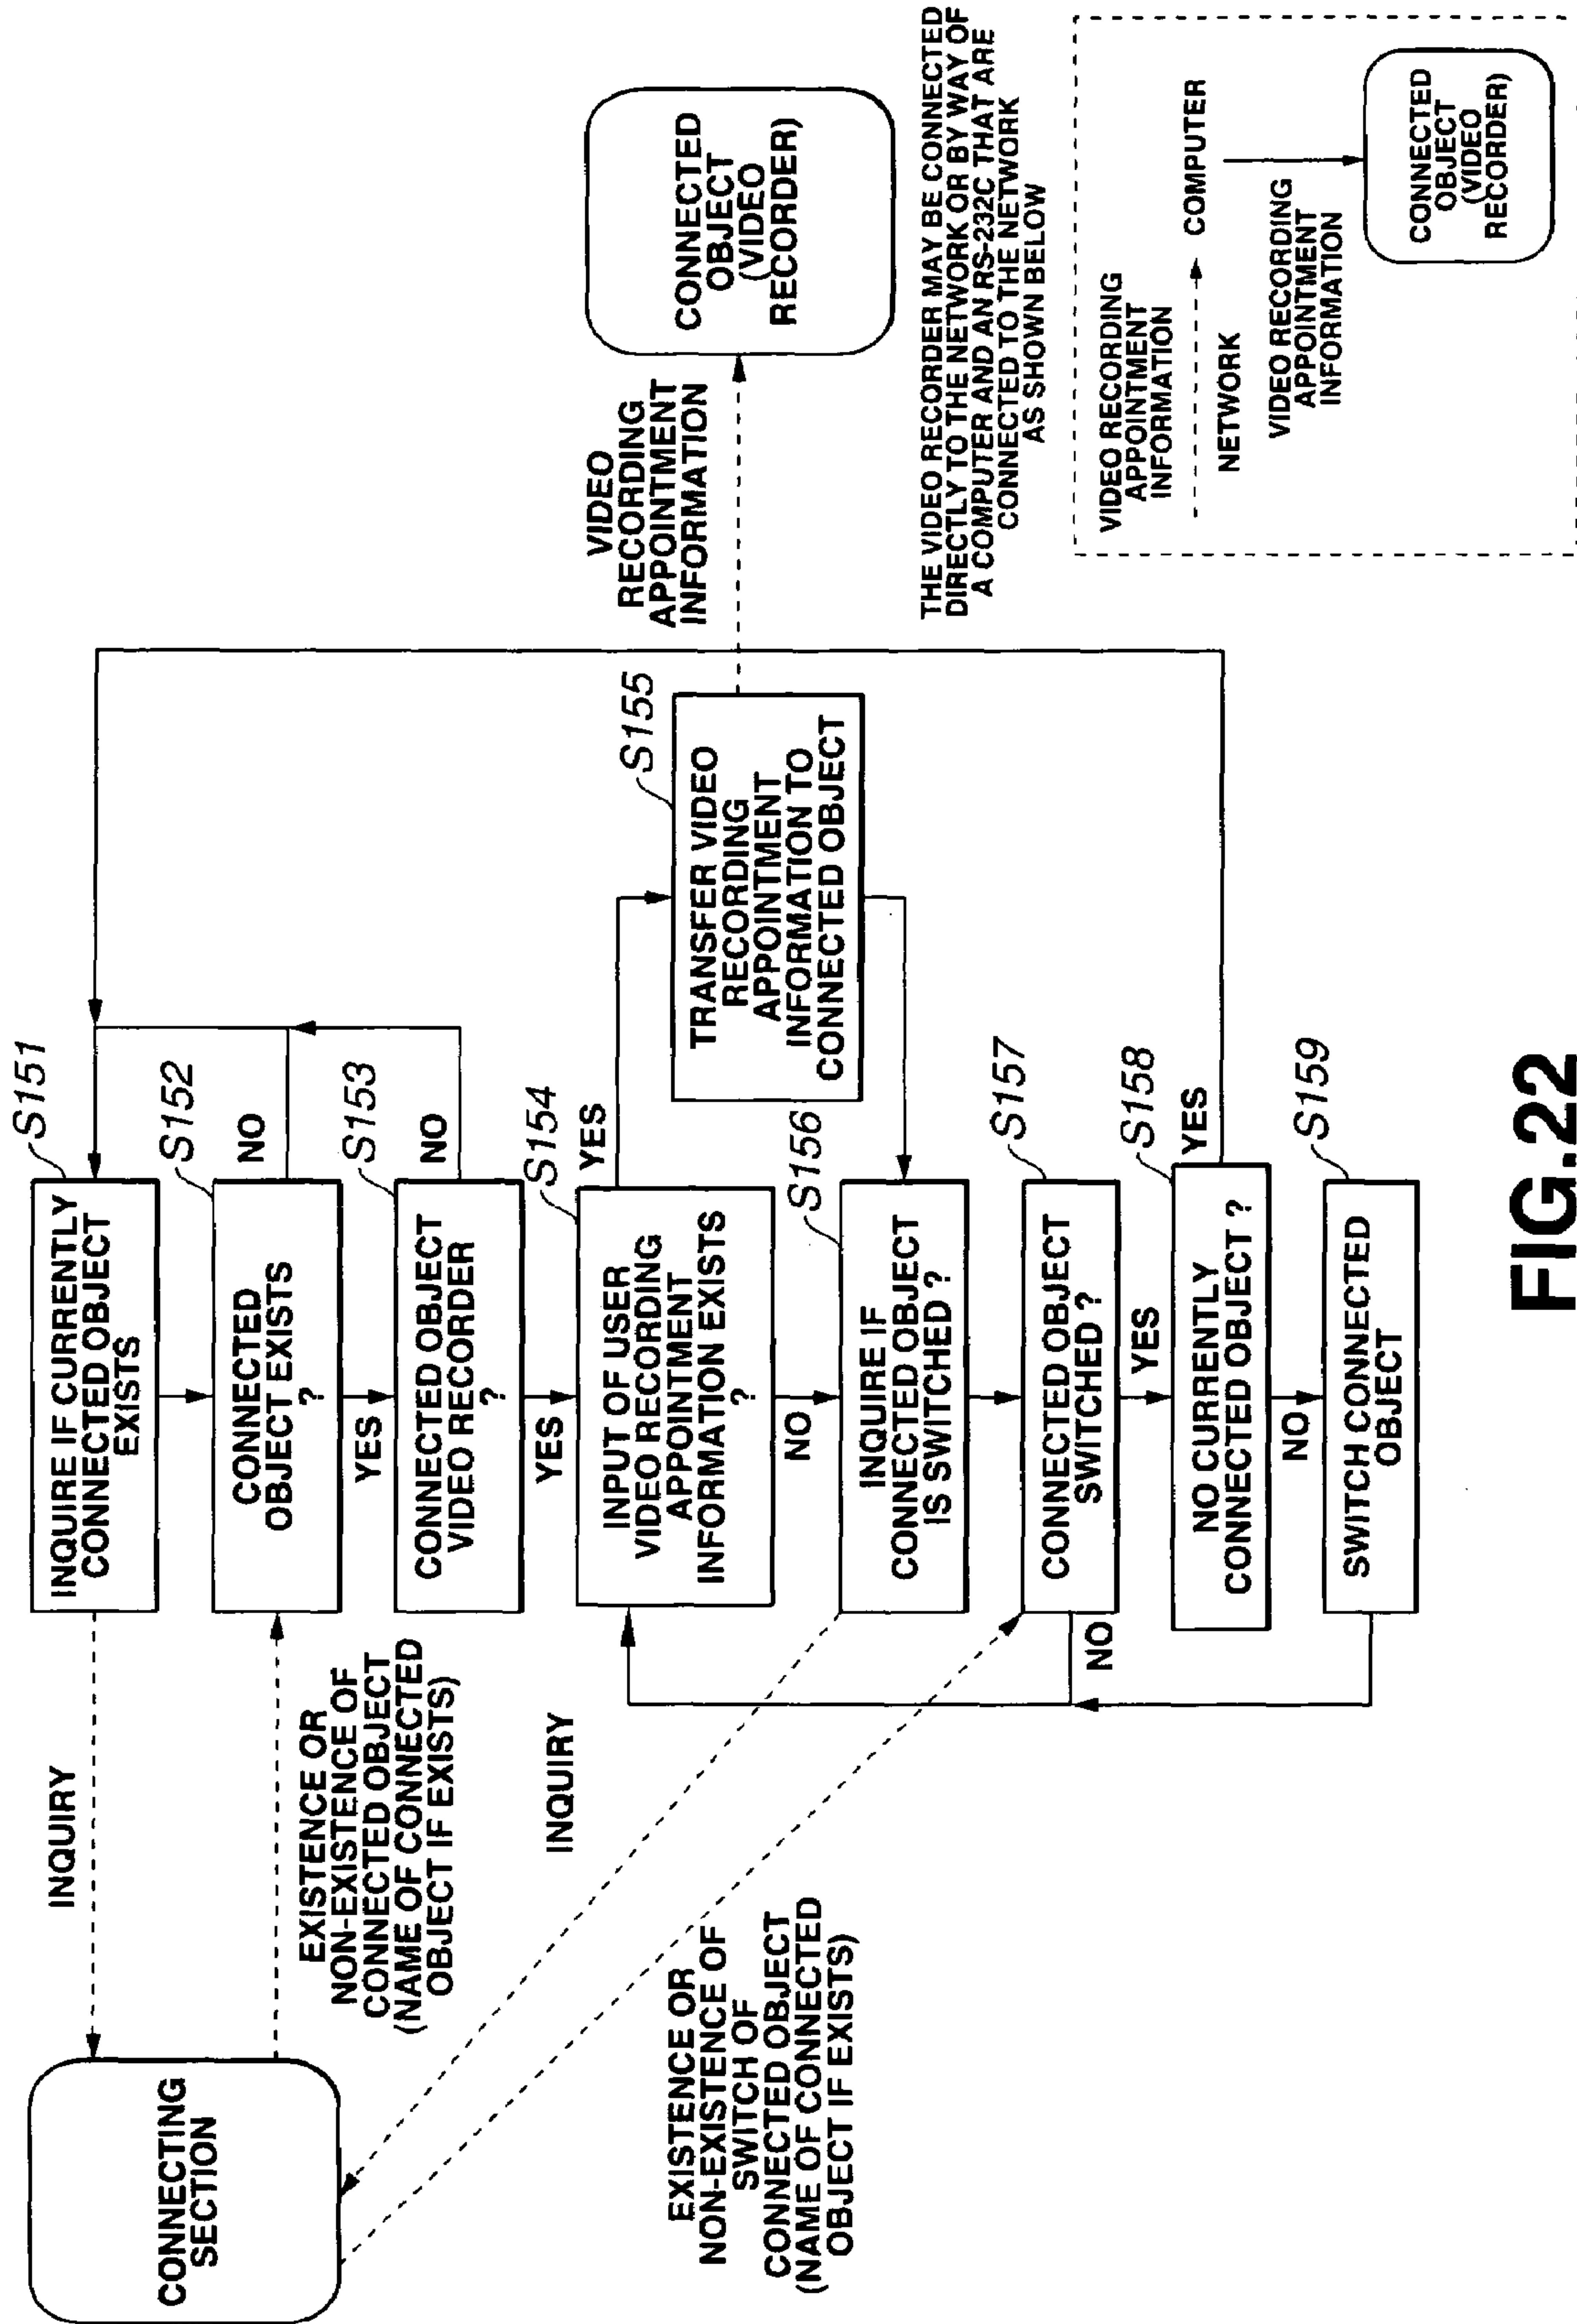 CONNECTING
SECTION
INQUIRY
EXISTENCE OR
NON-EXISTENCE OF
CONNECTED OBJECT
(NAME OF CONNECTED
OBJECT IF EXISTS)
INQUIRY
EXISTENCE OR
NON-EXISTENCE OF
SWITCH OF
CONNECTED OBJECT
(NAME OF CONNECTED
OBJECT IF EXISTS)
S151
INQUIRE IF CURRENTLY
CONNECTED OBJECT
EXISTS
S152
CONNECTED
OBJECT EXISTS
?
NO
YES
S153
CONNECTED OBJECT
VIDEO RECORDER
?
NO
YES
S154
INPUT OF USER
VIDEO RECORDING
APPOINTMENT
INFORMATION EXISTS
?
YES
NO
S155
TRANSFER VIDEO
RECORDING
APPOINTMENT
INFORMATION TO
CONNECTED OBJECT
S156
INQUIRE IF
CONNECTED OBJECT
IS SWITCHED ?
S157
CONNECTED OBJECT
SWITCHED ?
NO
YES
S158
NO CURRENTLY
CONNECTED OBJECT ?
YES
NO
S159
SWITCH CONNECTED
OBJECT
VIDEO
RECORDING
APPOINTMENT
INFORMATION
CONNECTED
OBJECT
(VIDEO
RECORDER)
THE VIDEO RECORDER MAY BE CONNECTED
DIRECTLY TO THE NETWORK OR BY WAY OF
A COMPUTER AND AN RS-232C THAT ARE
CONNECTED TO THE NETWORK
AS SHOWN BELOW
VIDEO RECORDING
APPOINTMENT
INFORMATION
NETWORK
COMPUTER
VIDEO RECORDING
APPOINTMENT
INFORMATION
CONNECTED
OBJECT
(VIDEO
RECORDER)
FIG.22